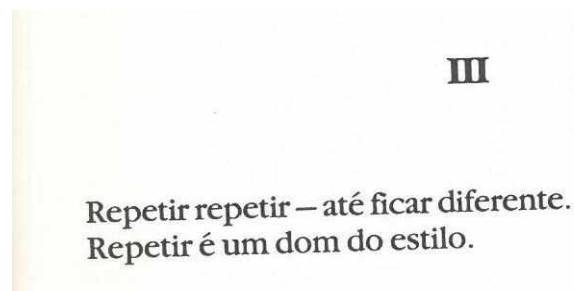 III
Repetir repetir — até ficar diferente.
Repetir é um dom do estilo.